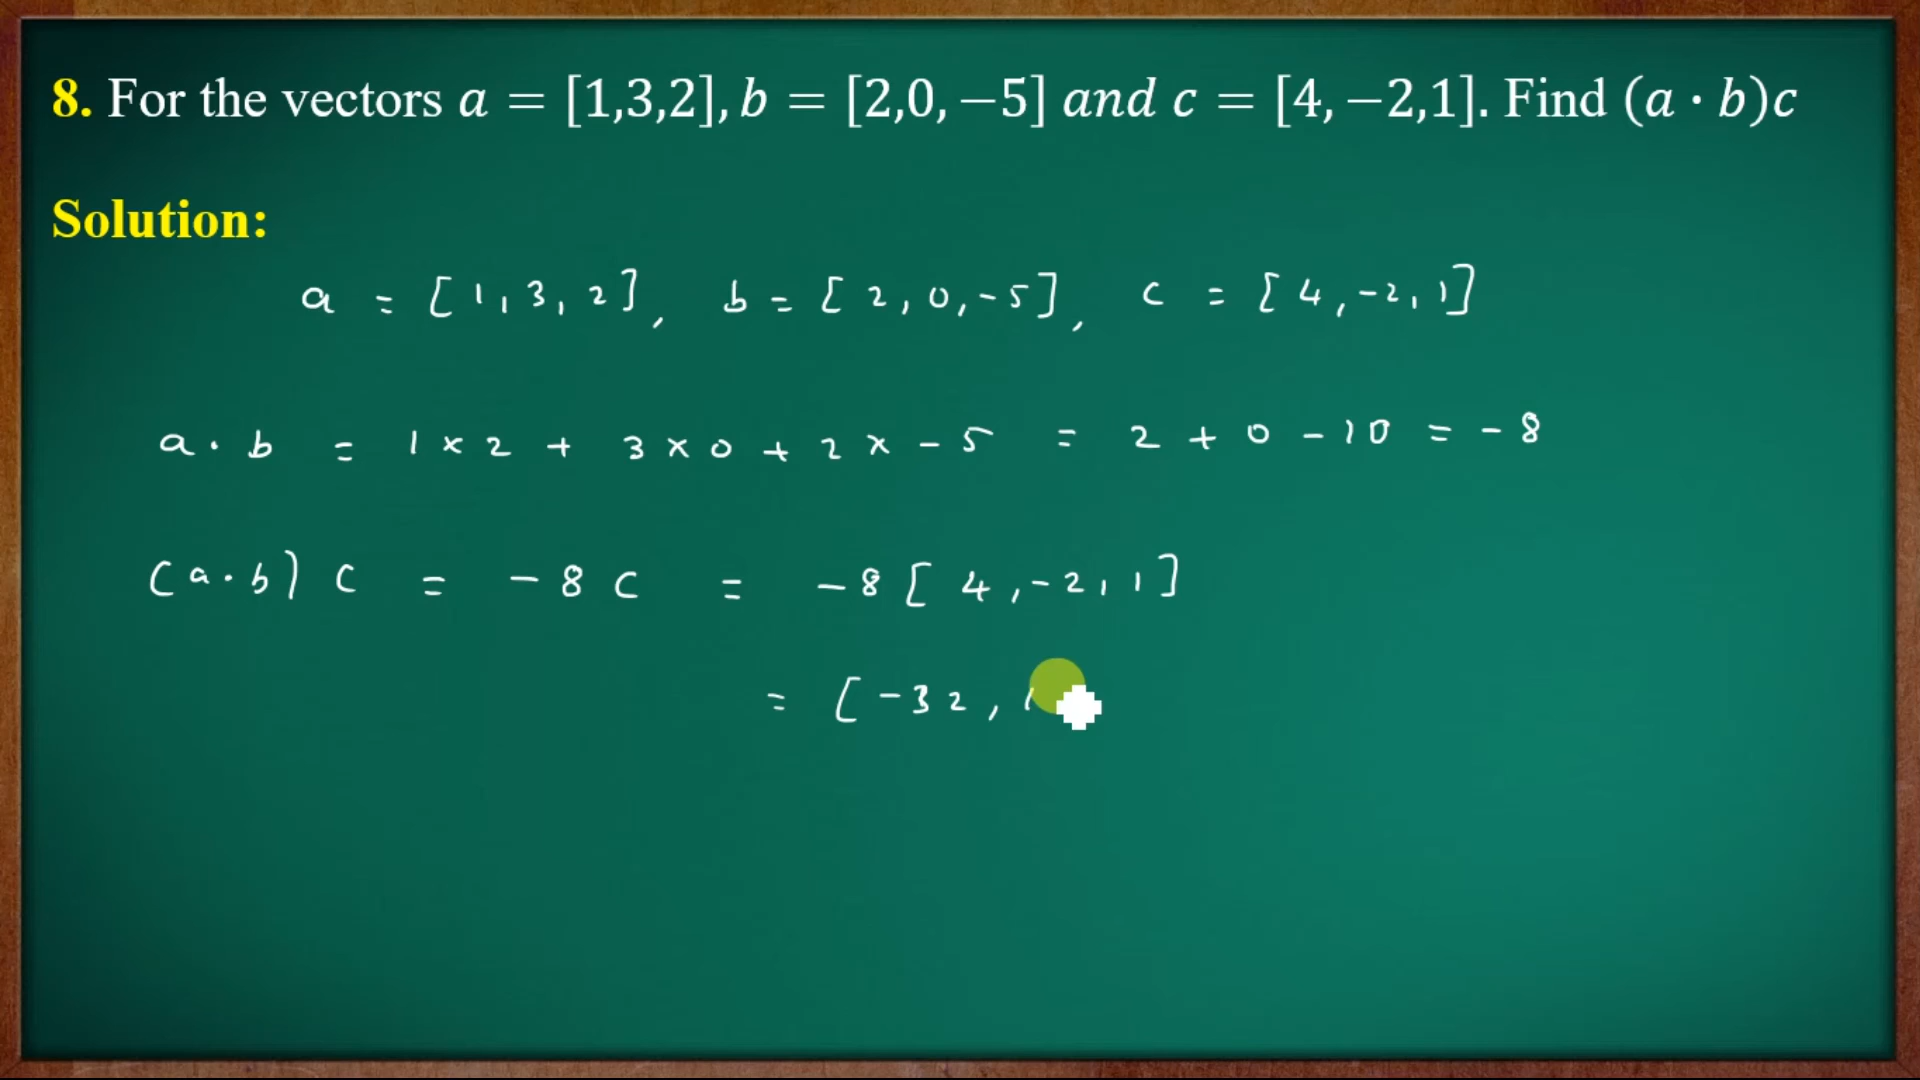 8. For the vectors a = [1,3,2], b = [2,0,−5] and c = [4,−2,1]. Find (a · b)c
Solution:
a = [1,3,2], b = [2,0,-5], c = [4,-2,1]
a · b = 1 x 2 + 3 x 0 + 2 x - 5 = 2 + 0 - 10 = - 8
(a·b) c = - 8 c = - 8 [4,-2,1]
= [-32, 1